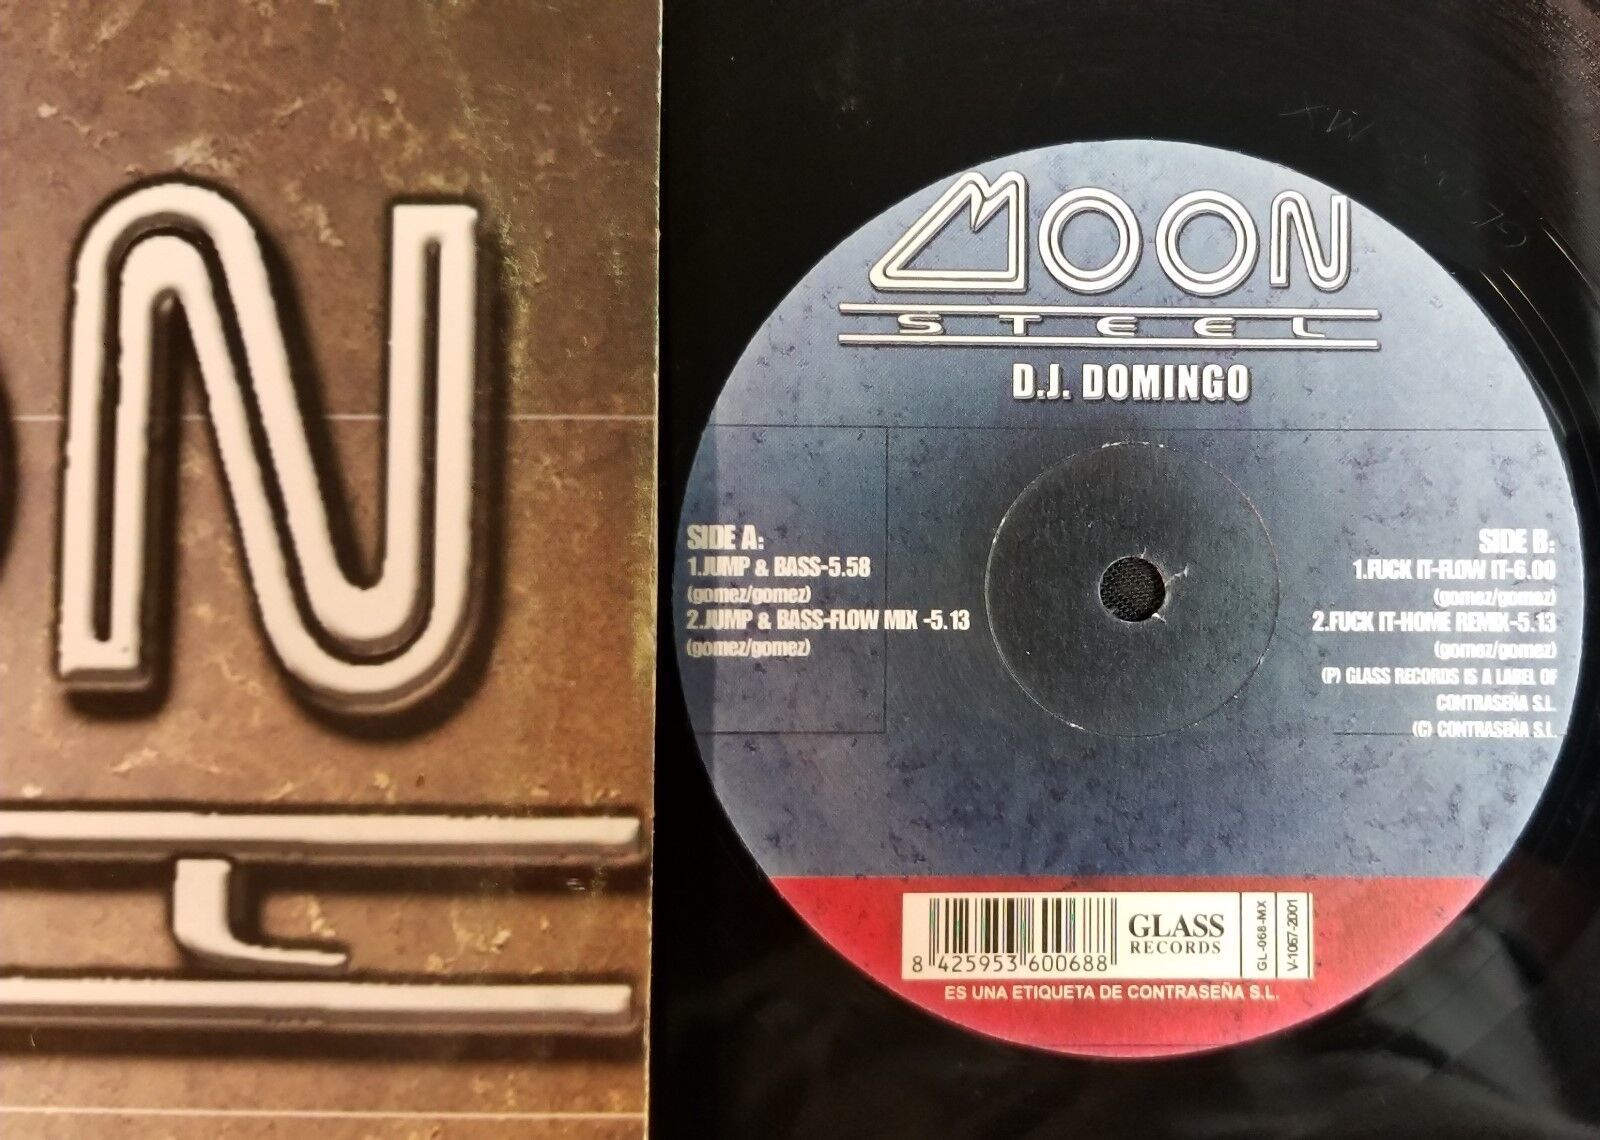 N
L
MOON
STEEL
D.J. DOMINGO
SIDE A:
1.JUMP & BASS-5.58
(gomez/gomez)
2.JUMP & BASS-FLOW MIX -5.13
(gomez/gomez)
SIDE B:
1.FUCK IT-FLOW IT-6.00
(gomez/gomez)
2.FUCK IT-HOME REMIX-5.13
(gomez/gomez)
(P) GLASS RECORDS IS A LABEL OF
CONTRASEÑA S.L.
(C) CONTRASEÑA S.L.
8 425953 600688
GLASS
RECORDS
GL-068-MX
V-1067-2001
ES UNA ETIQUETA DE CONTRASEÑA S.L.